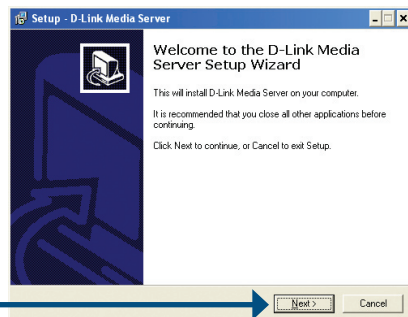 Setup - D-Link Media Server
Welcome to the D-Link Media
Server Setup Wizard
This will install D-Link Media Server on your computer.
It is recommended that you close all other applications before
continuing.
Click Next to continue, or Cancel to exit Setup.
Next >
Cancel